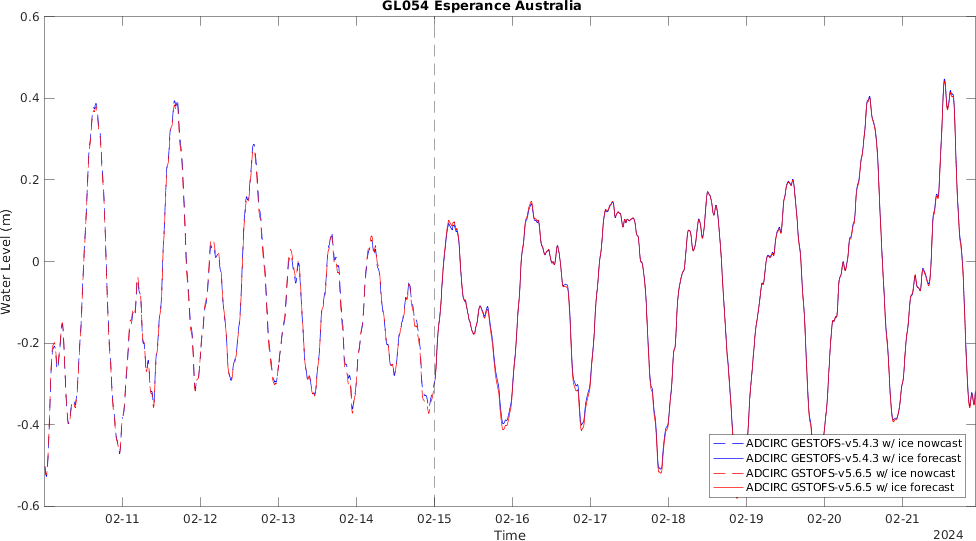 GL054 Esperance Australia
0.6
0.4
0.2
0
-0.2
-0.4
-0.6
Water Level (m)
ADCIRC GESTOFS-v5.4.3 w/ ice nowcast
ADCIRC GESTOFS-v5.4.3 w/ ice forecast
ADCIRC GSTOFS-v5.6.5 w/ ice nowcast
ADCIRC GSTOFS-v5.6.5 w/ ice forecast
02-11 02-12 02-13 02-14 02-15 02-16 02-17 02-18 02-19 02-20 02-21
Time
2024